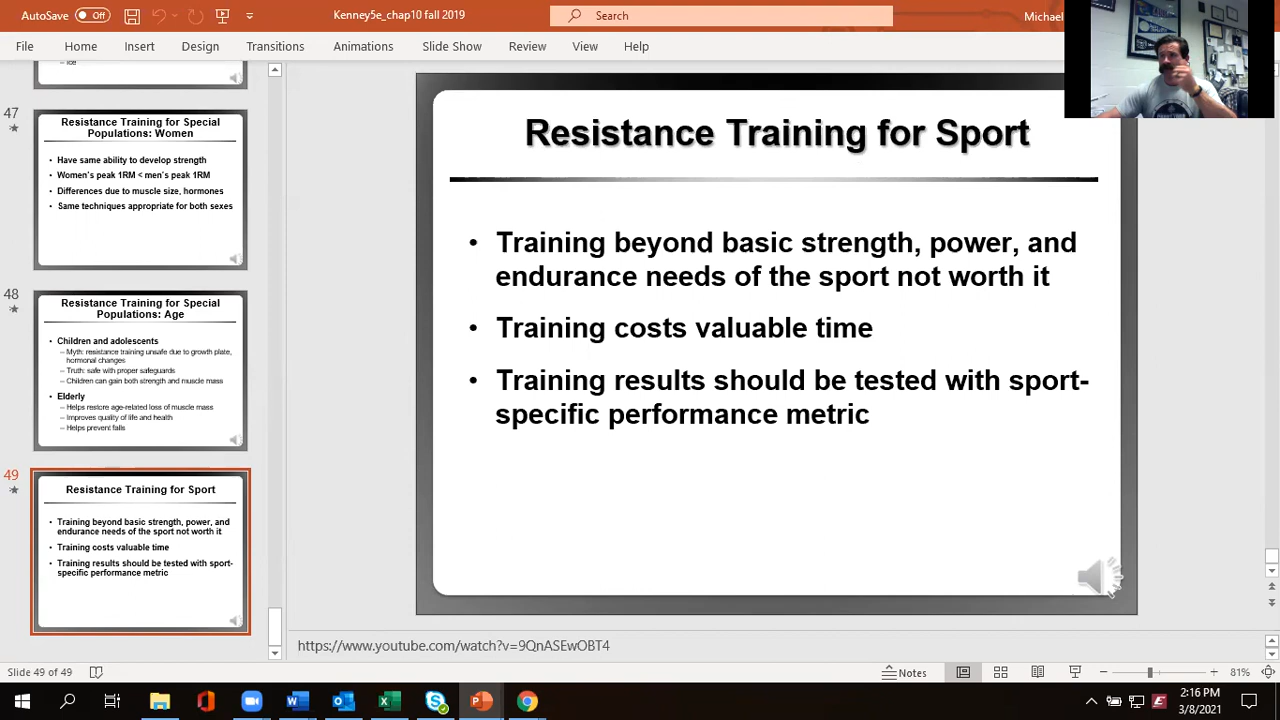 AutoSave
Off
Kenney5e_chap10 fall 2019
Search
Michael
File
Home
Insert
Design
Transitions
Animations
Slide Show
Review
View
Help
– Ice
47
Resistance Training for Special
Populations: Women
• Have same ability to develop strength
• Women's peak 1RM < men's peak 1RM
• Differences due to muscle size, hormones
• Same techniques appropriate for both sexes
48
Resistance Training for Special
Populations: Age
• Children and adolescents
– Myth: resistance training unsafe due to growth plate,
hormonal changes
– Truth: safe with proper safeguards
– Children can gain both strength and muscle mass
• Elderly
– Helps restore age-related loss of muscle mass
– Improves quality of life and health
– Helps prevent falls
49
Resistance Training for Sport
• Training beyond basic strength, power, and
endurance needs of the sport not worth it
• Training costs valuable time
• Training results should be tested with sport-
specific performance metric
Resistance Training for Sport
• Training beyond basic strength, power, and
endurance needs of the sport not worth it
• Training costs valuable time
• Training results should be tested with sport-
specific performance metric
https://www.youtube.com/watch?v=9QnASEwOBT4
Slide 49 of 49
Notes
81%
2:16 PM
3/8/2021